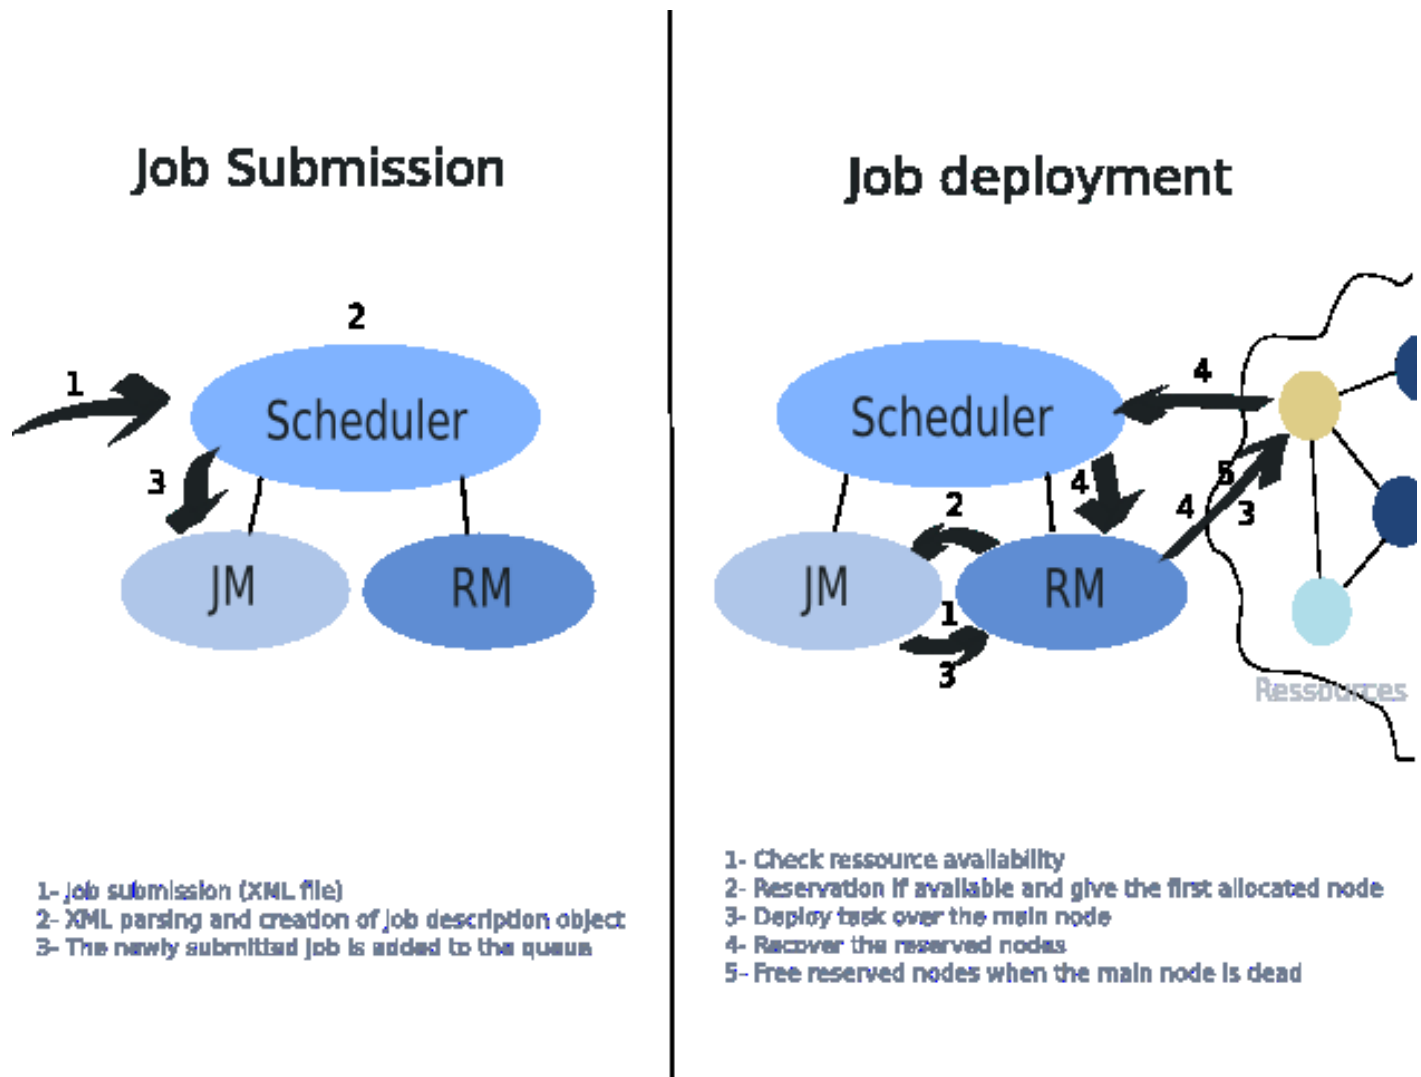 Job Submission
2
1
Scheduler
3
JM
RM
1- Job submission (XML file)
2- XML parsing and creation of job description object
3- The newly submitted job is added to the queue
Job deployment
4
Scheduler
4
5
2
4
3
JM
RM
1
3
Ressources
1- Check ressource availability
2- Reservation if available and give the first allocated node
3- Deploy task over the main node
4- Recover the reserved nodes
5- Free reserved nodes when the main node is dead